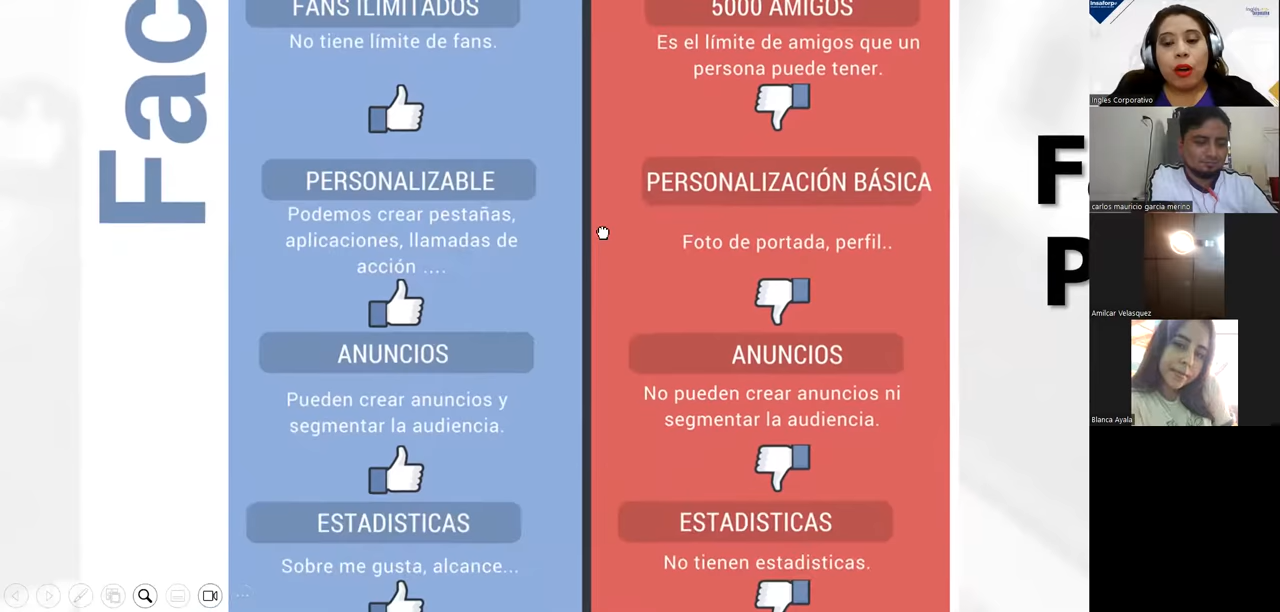 Fac
FANS ILIMITADOS
No tiene límite de fans.
PERSONALIZABLE
Podemos crear pestañas,
aplicaciones, llamadas de
acción ....
ANUNCIOS
Pueden crear anuncios y
segmentar la audiencia.
ESTADISTICAS
Sobre me gusta, alcance...
5000 AMIGOS
Es el límite de amigos que un
persona puede tener.
PERSONALIZACIÓN BÁSICA
Foto de portada, perfil..
ANUNCIOS
No pueden crear anuncios ni
segmentar la audiencia.
ESTADISTICAS
No tienen estadisticas.
F
P
Insaforp
Inglés Corporativo
carlos mauricio garcia merino
Amilcar Velasquez
Blanca Ayala